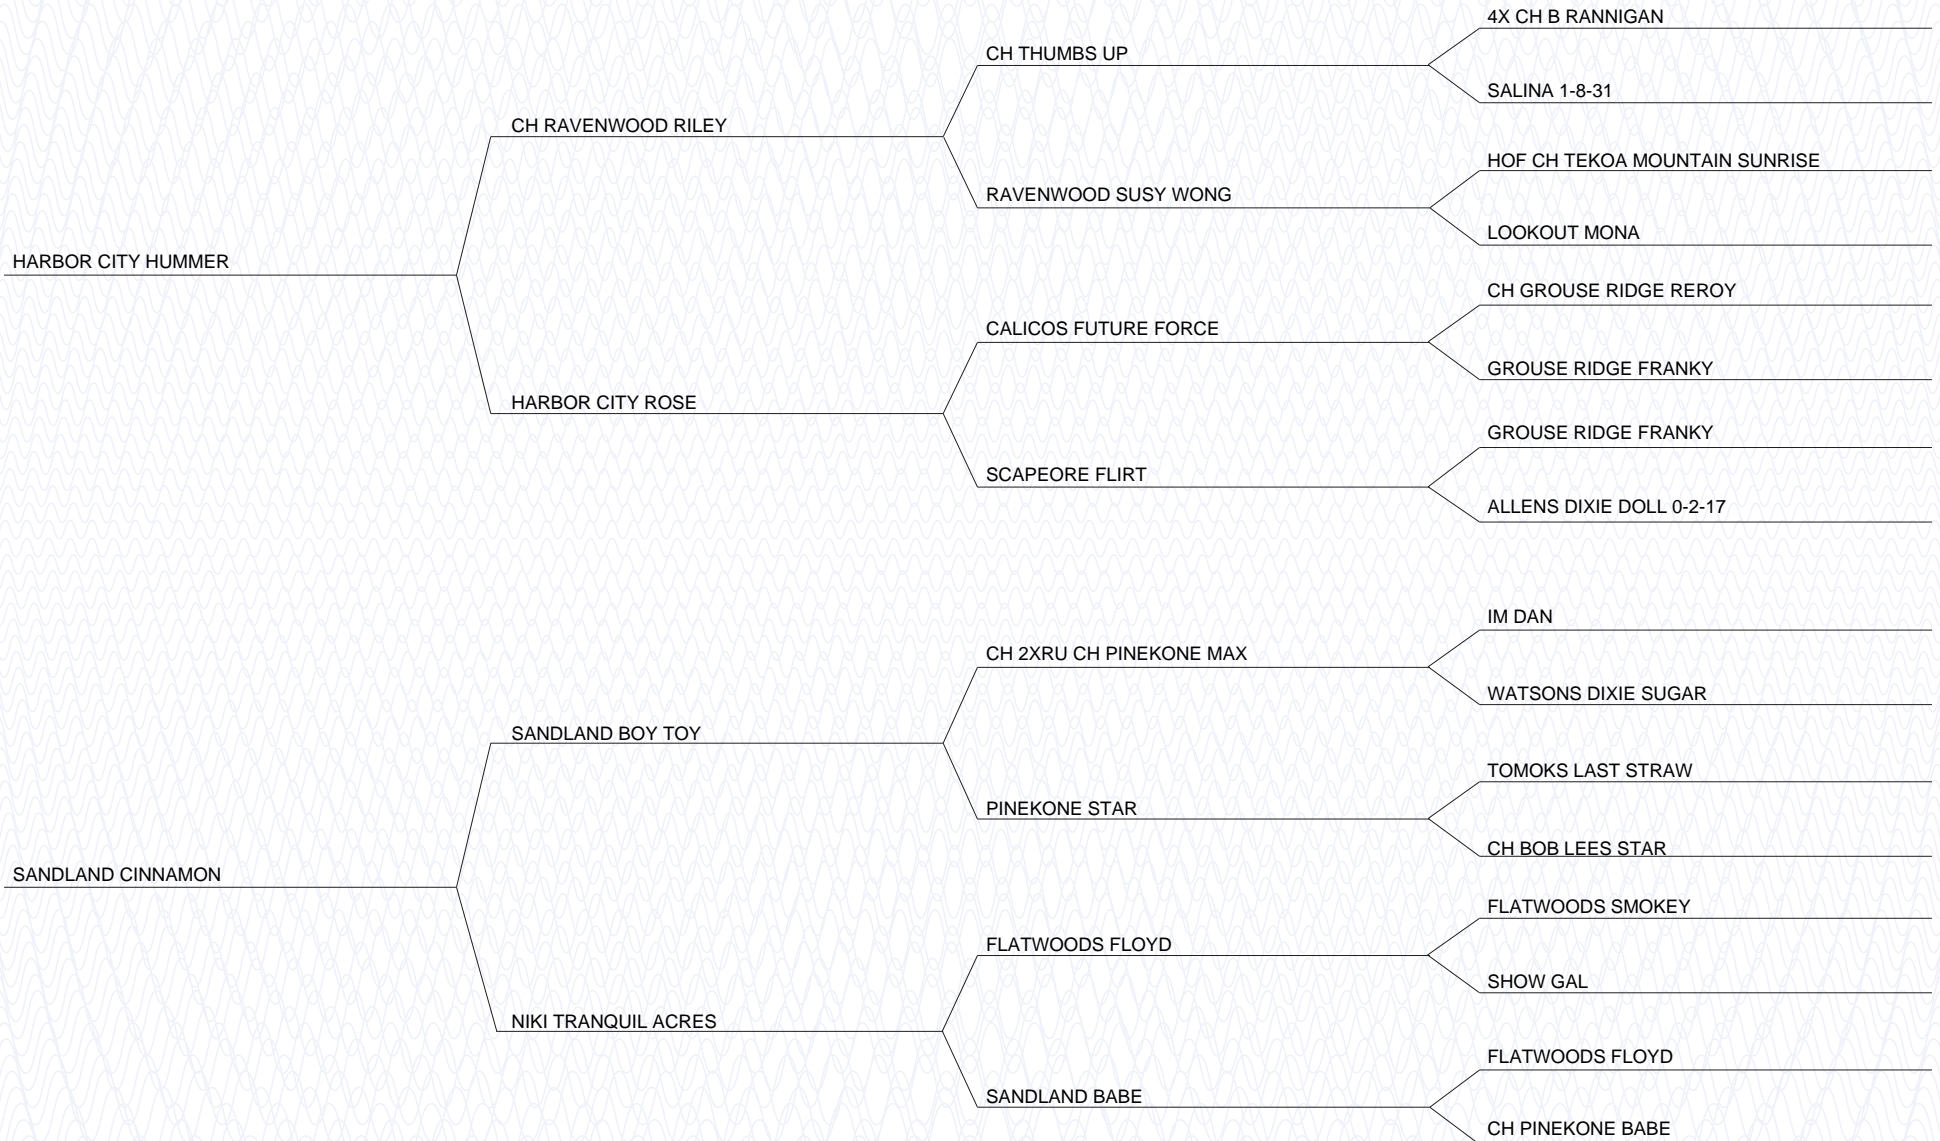 4X CH B RANNIGAN
CH THUMBS UP
SALINA 1-8-31
CH RAVENWOOD RILEY
HOF CH TEKOA MOUNTAIN SUNRISE
RAVENWOOD SUSY WONG
LOOKOUT MONA
HARBOR CITY HUMMER
CH GROUSE RIDGE REROY
CALICOS FUTURE FORCE
GROUSE RIDGE FRANKY
HARBOR CITY ROSE
GROUSE RIDGE FRANKY
SCAPEORE FLIRT
ALLENS DIXIE DOLL 0-2-17
IM DAN
CH 2XRU CH PINEKONE MAX
WATSONS DIXIE SUGAR
SANDLAND BOY TOY
TOMOKS LAST STRAW
PINEKONE STAR
CH BOB LEES STAR
SANDLAND CINNAMON
FLATWOODS SMOKEY
FLATWOODS FLOYD
SHOW GAL
NIKI TRANQUIL ACRES
FLATWOODS FLOYD
SANDLAND BABE
CH PINEKONE BABE